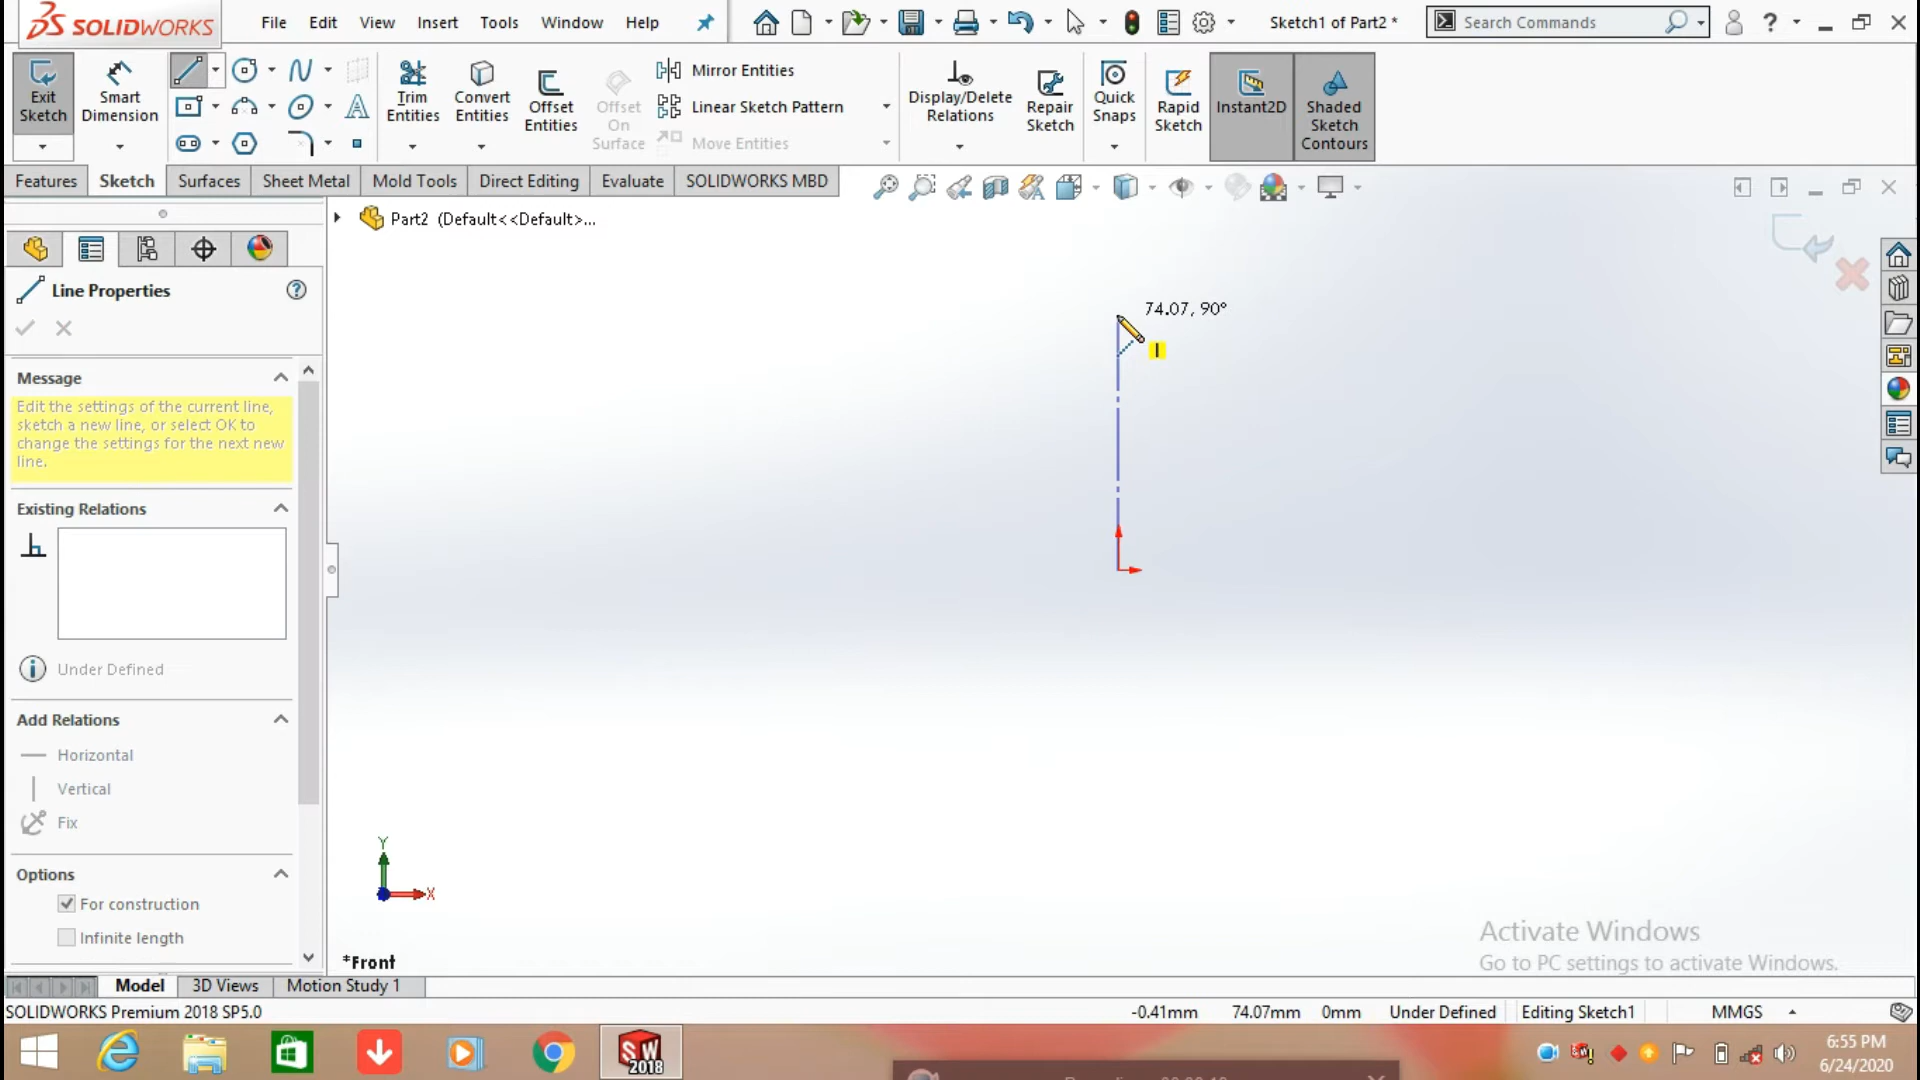 SOLIDWORKS
File Edit View Insert Tools Window Help
Sketch1 of Part2 *
Search Commands
Exit Sketch
Smart Dimension
Trim Entities
Convert Entities
Offset Entities
Offset On Surface
Mirror Entities
Linear Sketch Pattern
Move Entities
Display/Delete Relations
Repair Sketch
Quick Snaps
Rapid Sketch
Instant2D
Shaded Sketch Contours
Features Sketch Surfaces Sheet Metal Mold Tools Direct Editing Evaluate SOLIDWORKS MBD
Part2 (Default<<Default>...
Line Properties
Message
Edit the settings of the current line,
sketch a new line, or select OK to
change the settings for the next new
line.
Existing Relations
Under Defined
Add Relations
Horizontal
Vertical
Fix
Options
For construction
Infinite length
74.07, 90°
Y
X
*Front
Activate Windows
Go to PC settings to activate Windows.
Model 3D Views Motion Study 1
SOLIDWORKS Premium 2018 SP5.0
-0.41mm 74.07mm 0mm Under Defined Editing Sketch1 MMGS
SW
2018
6:55 PM
6/24/2020